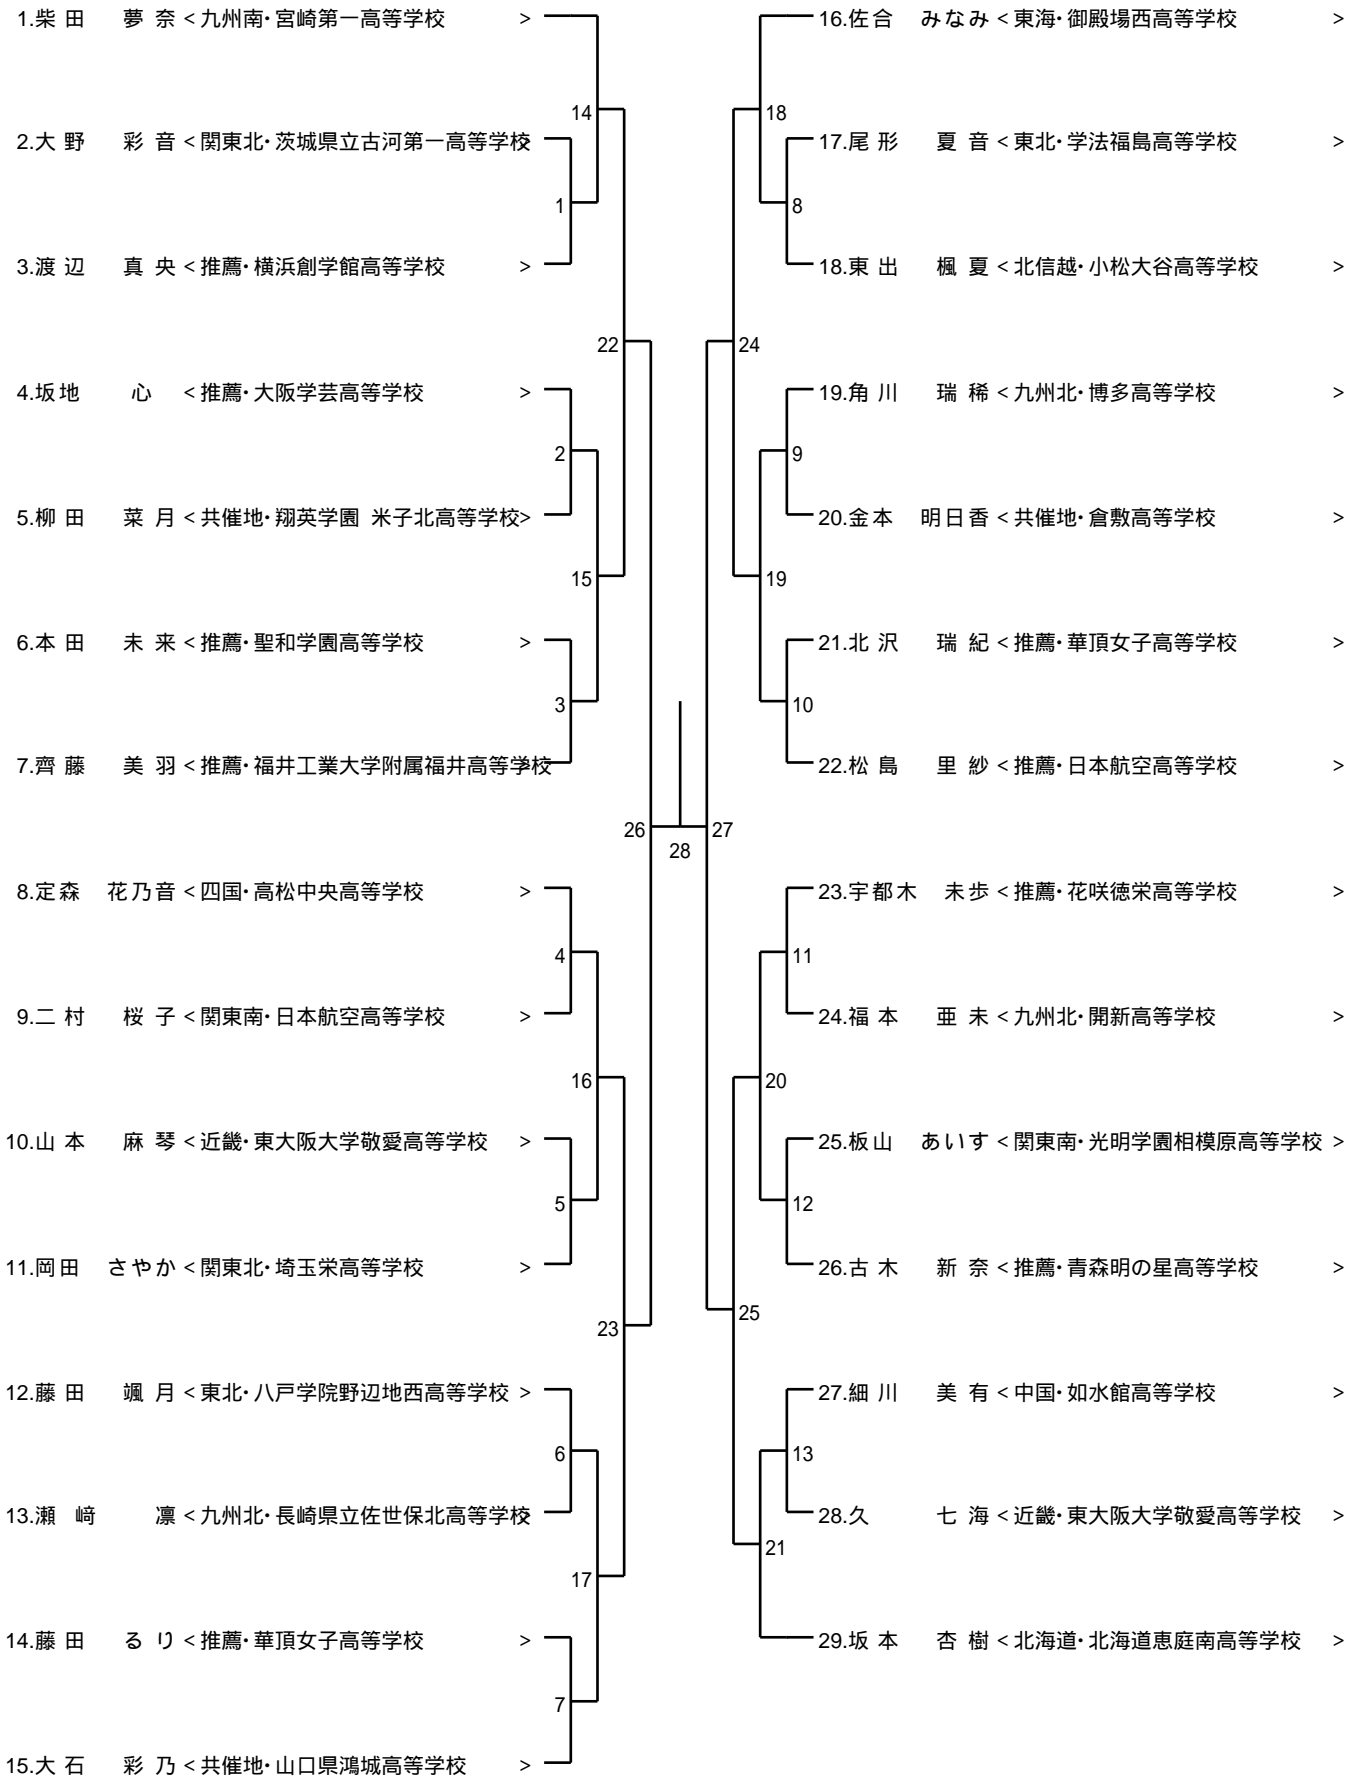 1.柴田 夢奈 < 九州南・宮崎第一高等学校 >
14
2.大野 彩音 < 関東北・茨城県立古河第一高等学校 >
1
3.渡辺 真央 < 推薦・横浜創学館高等学校 >
22
4.坂地 心 < 推薦・大阪学芸高等学校 >
2
5.柳田 菜月 < 共催地・翔英学園 米子北高等学校 >
15
6.本田 未来 < 推薦・聖和学園高等学校 >
3
7.齊藤 美羽 < 推薦・福井工業大学附属福井高等学校 >
26
28
8.定森 花乃音 < 四国・高松中央高等学校 >
4
9.二村 桜子 < 関東南・日本航空高等学校 >
16
10.山本 麻琴 < 近畿・東大阪大学敬愛高等学校 >
5
11.岡田 さやか < 関東北・埼玉栄高等学校 >
23
12.藤田 颯月 < 東北・八戸学院野辺地西高等学校 >
6
13.瀬﨑 凛 < 九州北・長崎県立佐世保北高等学校 >
17
14.藤田 るり < 推薦・華頂女子高等学校 >
7
15.大石 彩乃 < 共催地・山口県鴻城高等学校 >
16.佐合 みなみ < 東海・御殿場西高等学校 >
18
17.尾形 夏音 < 東北・学法福島高等学校 >
8
18.東出 楓夏 < 北信越・小松大谷高等学校 >
24
19.角川 瑞稀 < 九州北・博多高等学校 >
9
20.金本 明日香 < 共催地・倉敷高等学校 >
19
21.北沢 瑞紀 < 推薦・華頂女子高等学校 >
10
22.松島 里紗 < 推薦・日本航空高等学校 >
27
23.宇都木 未歩 < 推薦・花咲徳栄高等学校 >
11
24.福本 亜未 < 九州北・開新高等学校 >
20
25.板山 あいす < 関東南・光明学園相模原高等学校 >
12
26.古木 新奈 < 推薦・青森明の星高等学校 >
25
27.細川 美有 < 中国・如水館高等学校 >
13
28.久 七海 < 近畿・東大阪大学敬愛高等学校 >
21
29.坂本 杏樹 < 北海道・北海道恵庭南高等学校 >